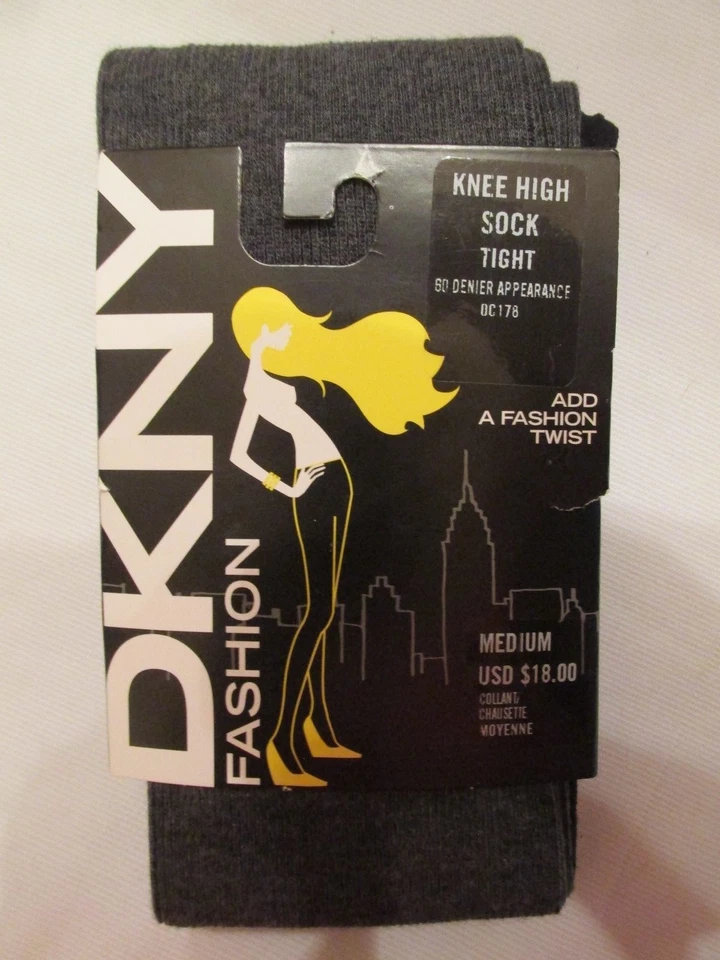 DKNY
FASHION
KNEE HIGH
SOCK
TIGHT
60 DENIER APPEARANCE
0C178
ADD
A FASHION
TWIST
MEDIUM
USD $18.00
COLLANT/
CHAUSETTE
MOYENNE